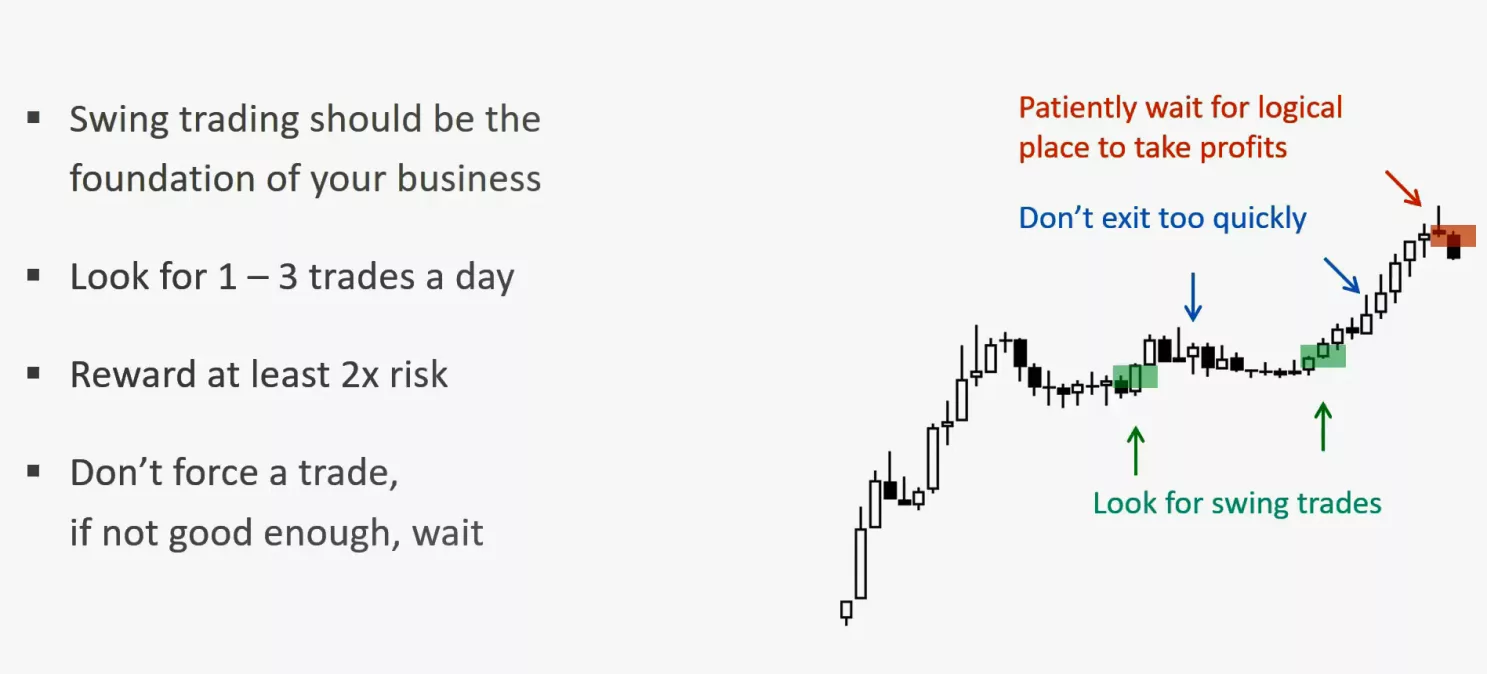 Swing trading should be the
foundation of your business
Look for 1 – 3 trades a day
Reward at least 2x risk
Don’t force a trade,
if not good enough, wait
Patiently wait for logical
place to take profits
Don’t exit too quickly
Look for swing trades